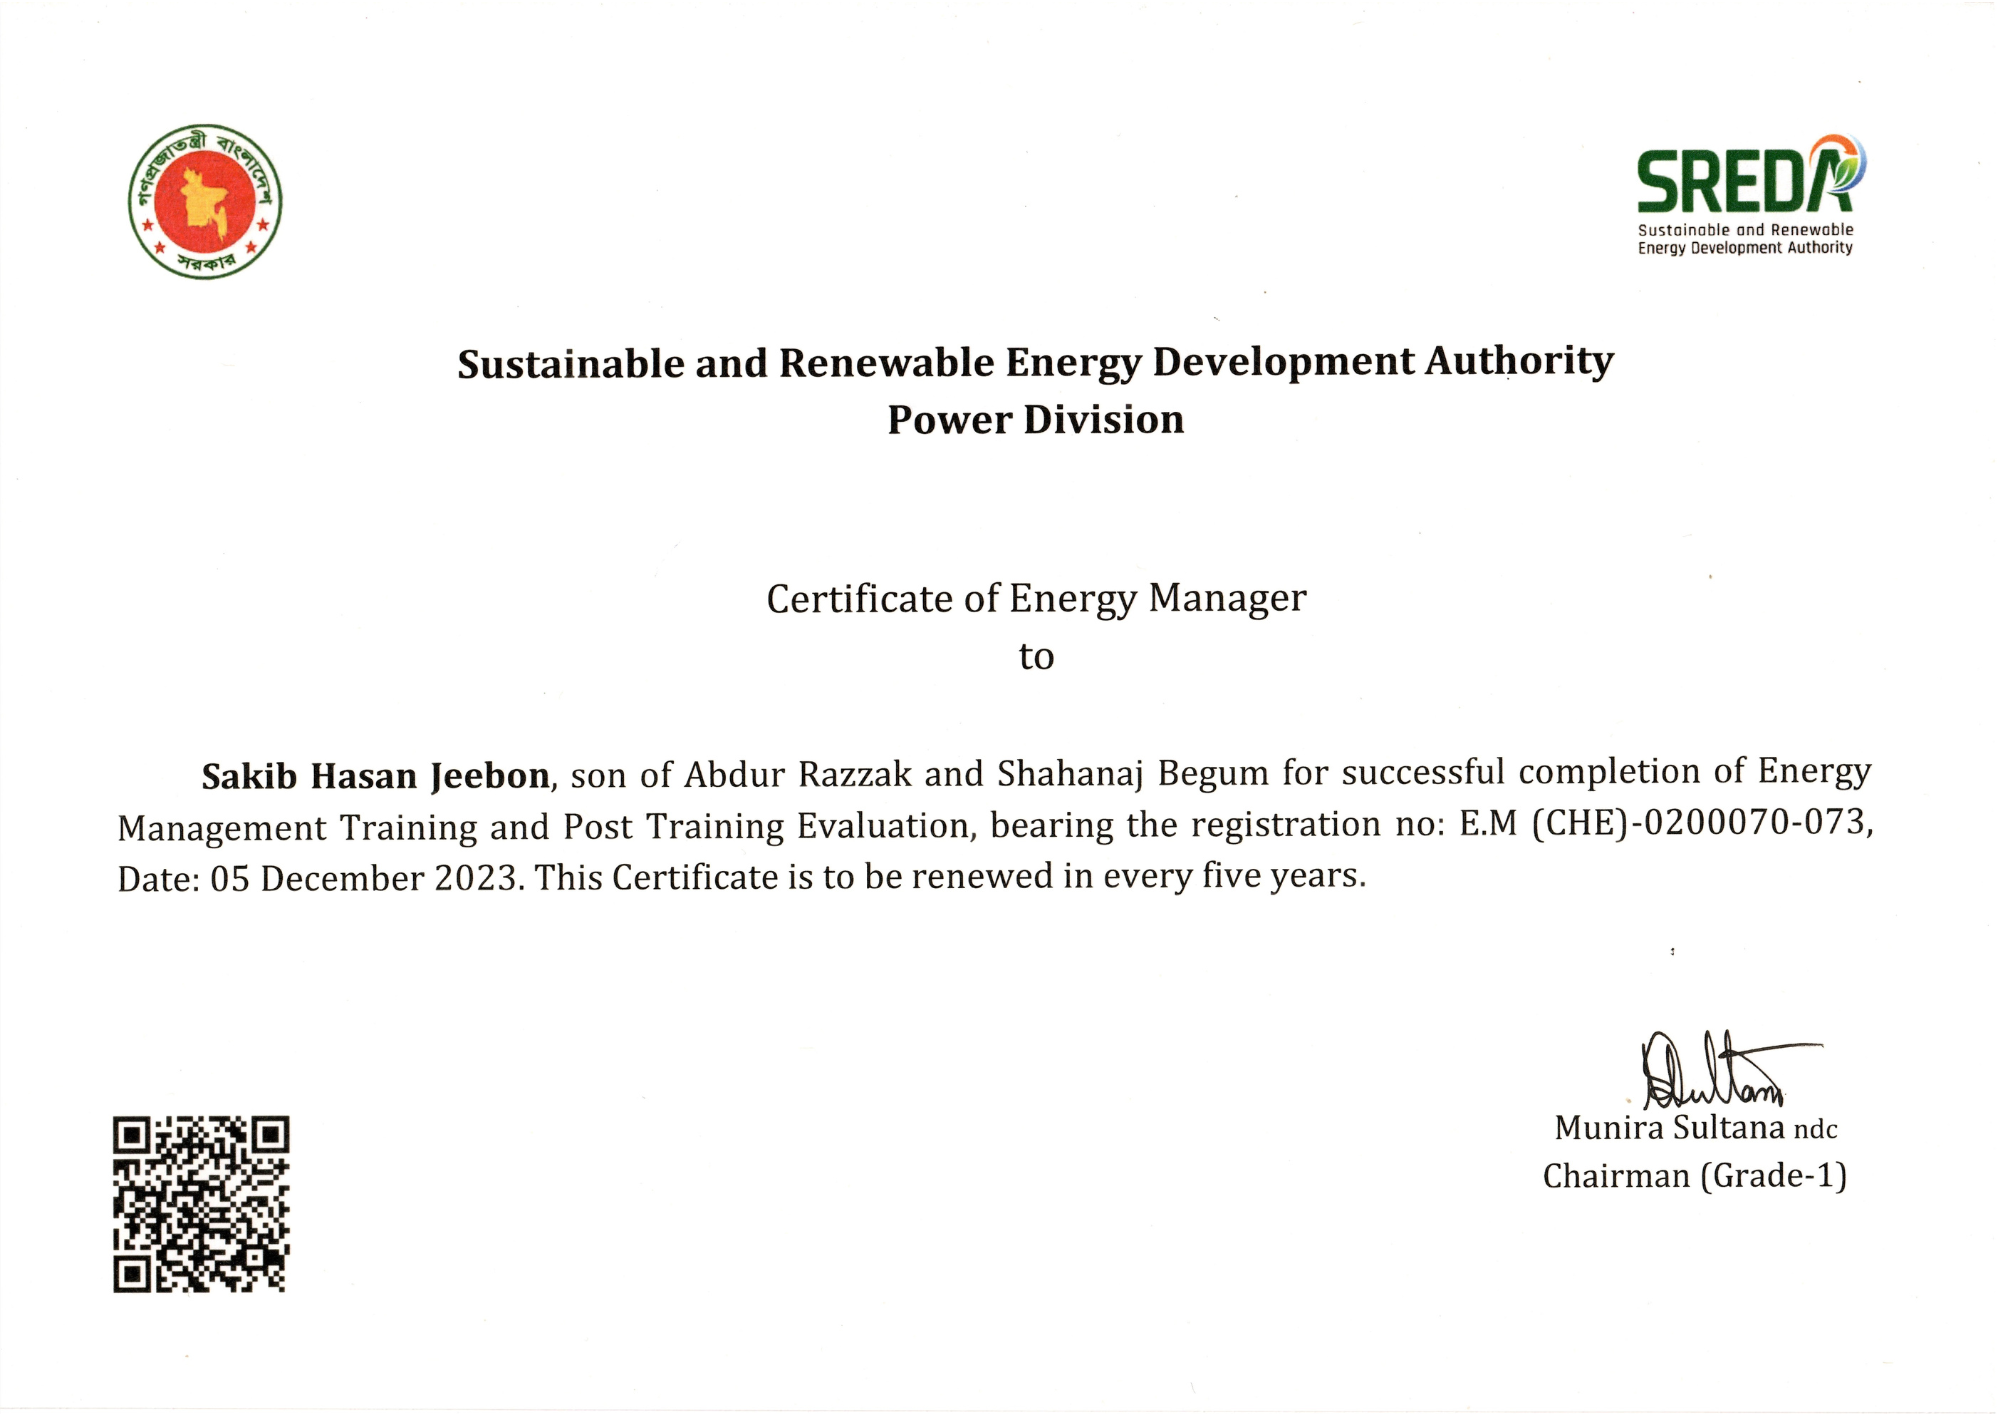 গণপ্রজাতন্ত্রী বাংলাদেশ
সরকার
SREDA
Sustainable and Renewable
Energy Development Authority
Sustainable and Renewable Energy Development Authority
Power Division
Certificate of Energy Manager
to
Sakib Hasan Jeebon, son of Abdur Razzak and Shahanaj Begum for successful completion of Energy
Management Training and Post Training Evaluation, bearing the registration no: E.M (CHE)-0200070-073,
Date: 05 December 2023. This Certificate is to be renewed in every five years.
Munira Sultana ndc
Chairman (Grade-1)